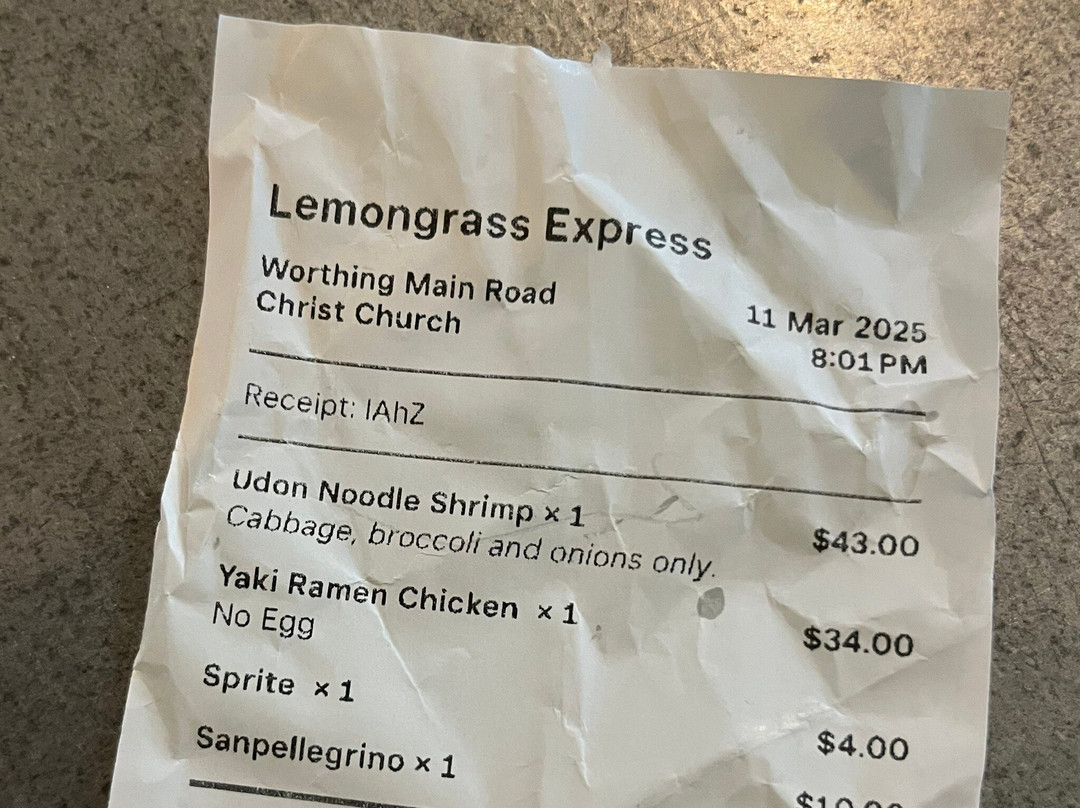 Lemongrass Express
Worthing Main Road
Christ Church
11 Mar 2025
8:01 PM
Receipt: IAhZ
Udon Noodle Shrimp × 1 $43.00
Cabbage, broccoli and onions only.
Yaki Ramen Chicken × 1 $34.00
No Egg
Sprite × 1 $4.00
Sanpellegrino × 1 $10.00